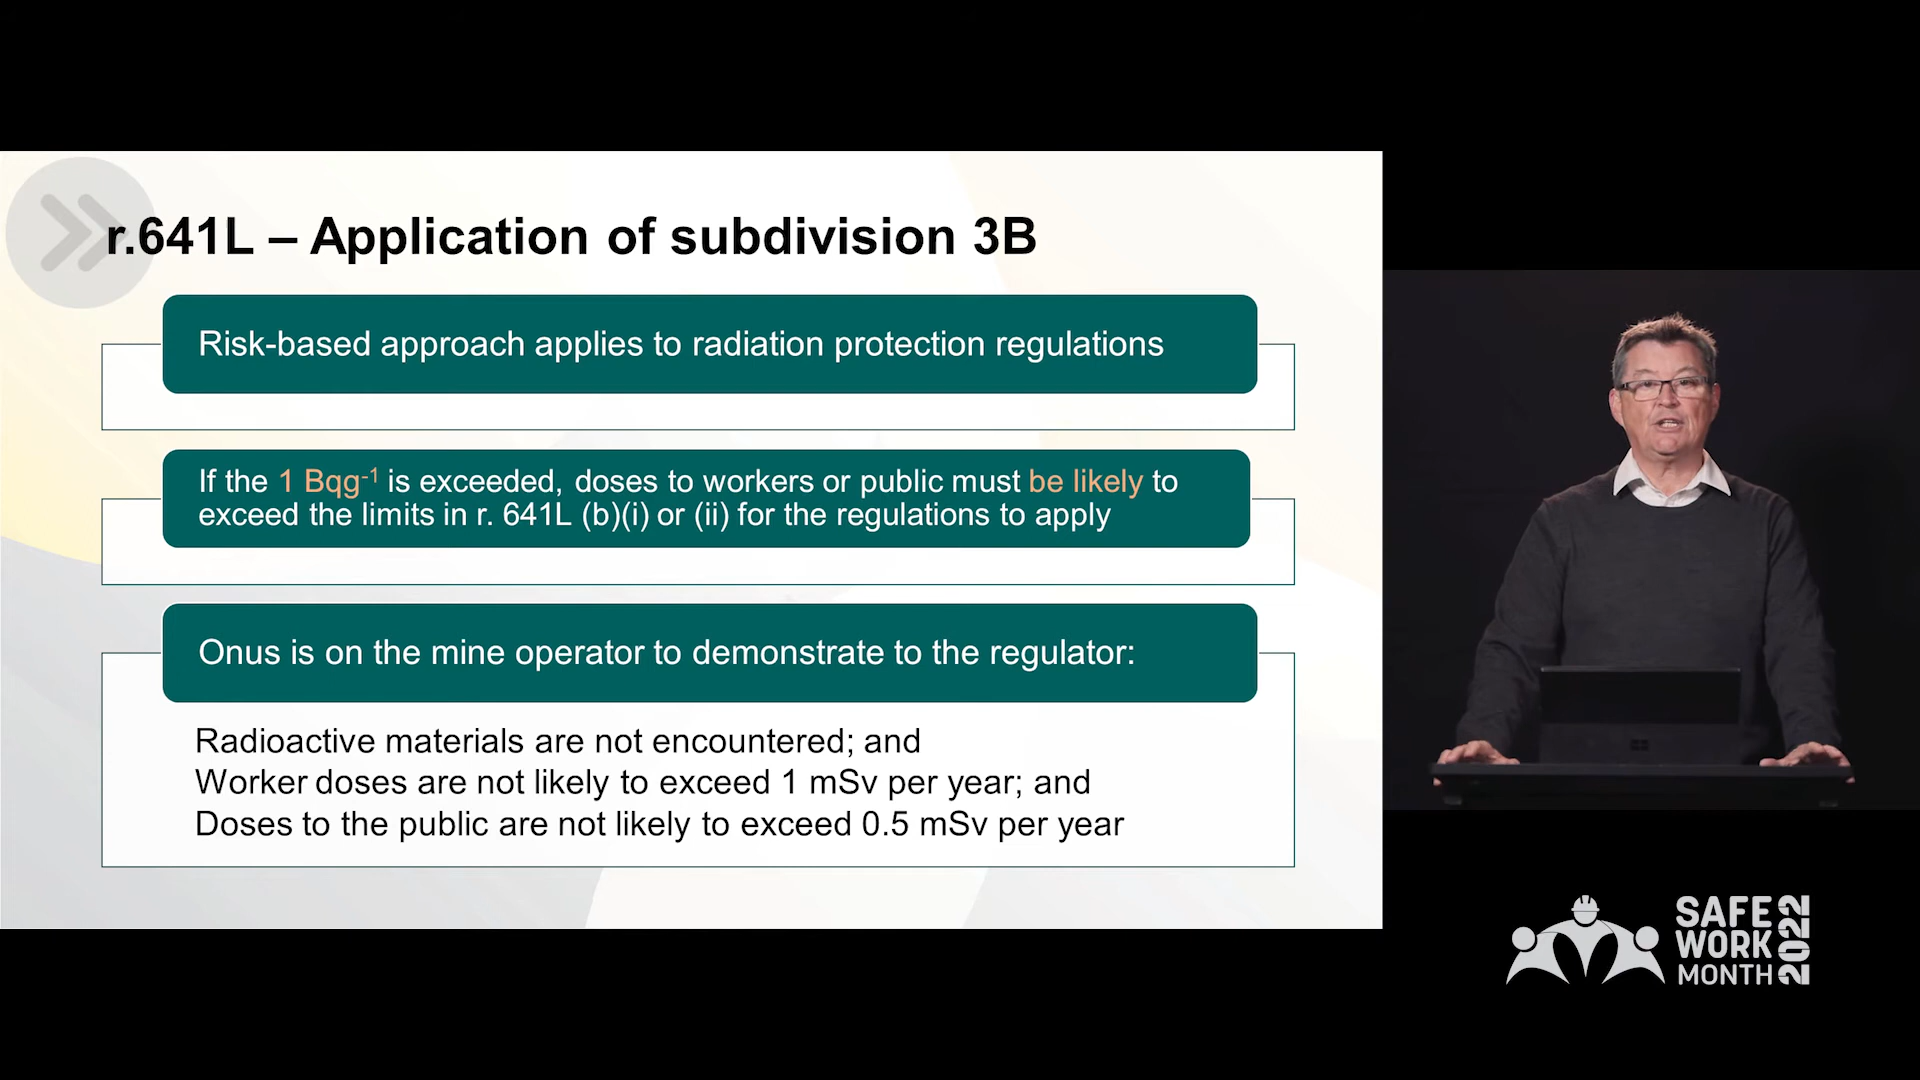 r.641L – Application of subdivision 3B
Risk-based approach applies to radiation protection regulations
If the 1 Bqg-1 is exceeded, doses to workers or public must be likely to
exceed the limits in r. 641L (b)(i) or (ii) for the regulations to apply
Onus is on the mine operator to demonstrate to the regulator:
Radioactive materials are not encountered; and
Worker doses are not likely to exceed 1 mSv per year; and
Doses to the public are not likely to exceed 0.5 mSv per year
SAFE
WORK
MONTH
2022